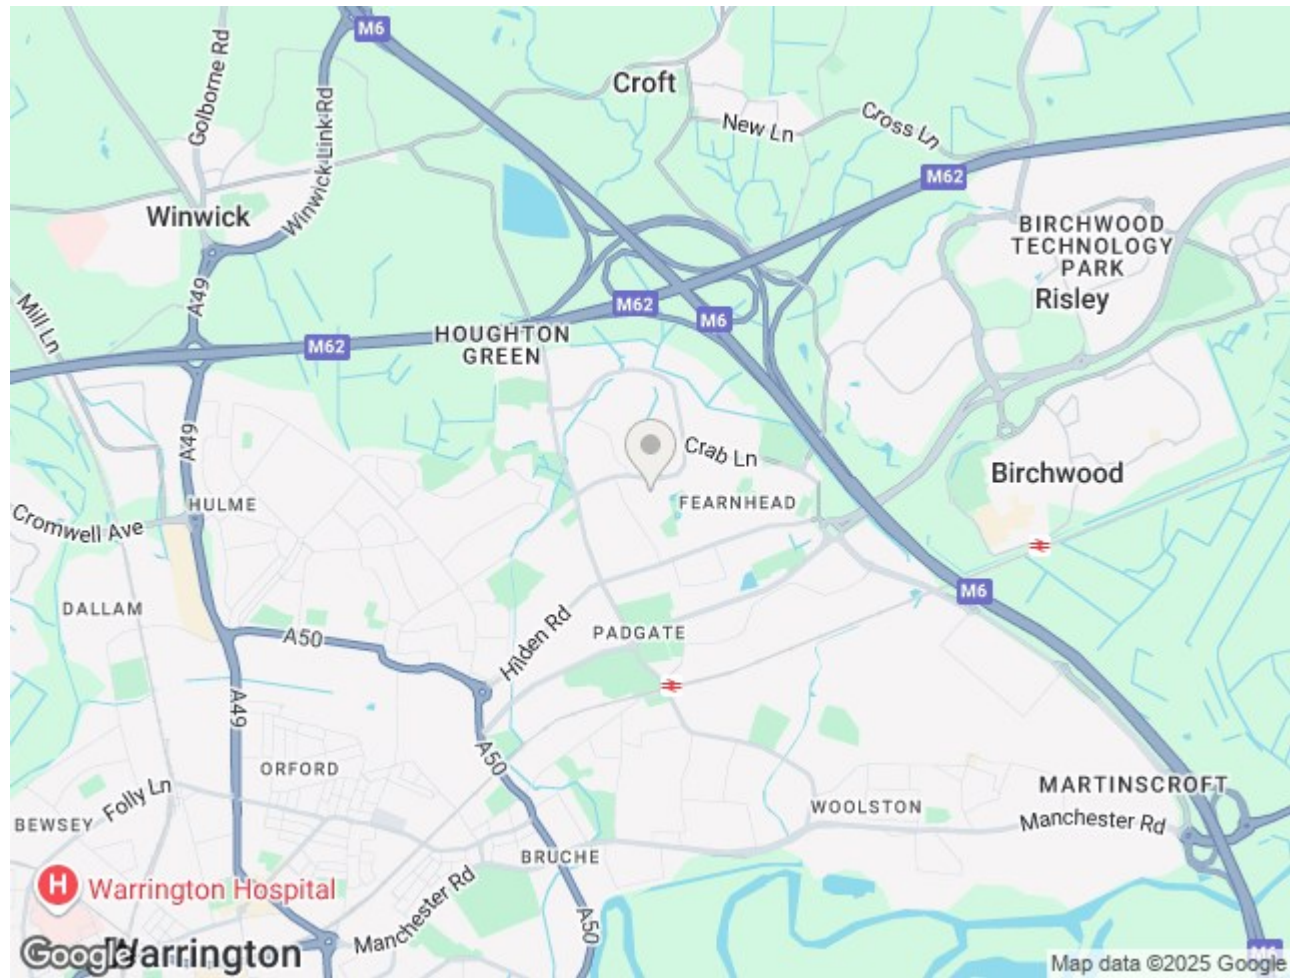 M6
Golborne Rd
Croft
New Ln
Cross Ln
Winwick Link Rd
M62
Winwick
BIRCHWOOD
TECHNOLOGY
PARK
Risley
A49
Mill Ln
M62
M6
HOUGHTON
GREEN
M62
A49
Crab Ln
Birchwood
FEARNHEAD
HULME
Cromwell Ave
M6
DALLAM
A50
Hilden Rd
PADGATE
A49
A50
ORFORD
Folly Ln
MARTINSCROFT
WOOLSTON
Manchester Rd
BEWSEY
BRUCHE
H
Warrington Hospital
Manchester Rd
A50
Google
Warrington
M6
Map data ©2025 Google